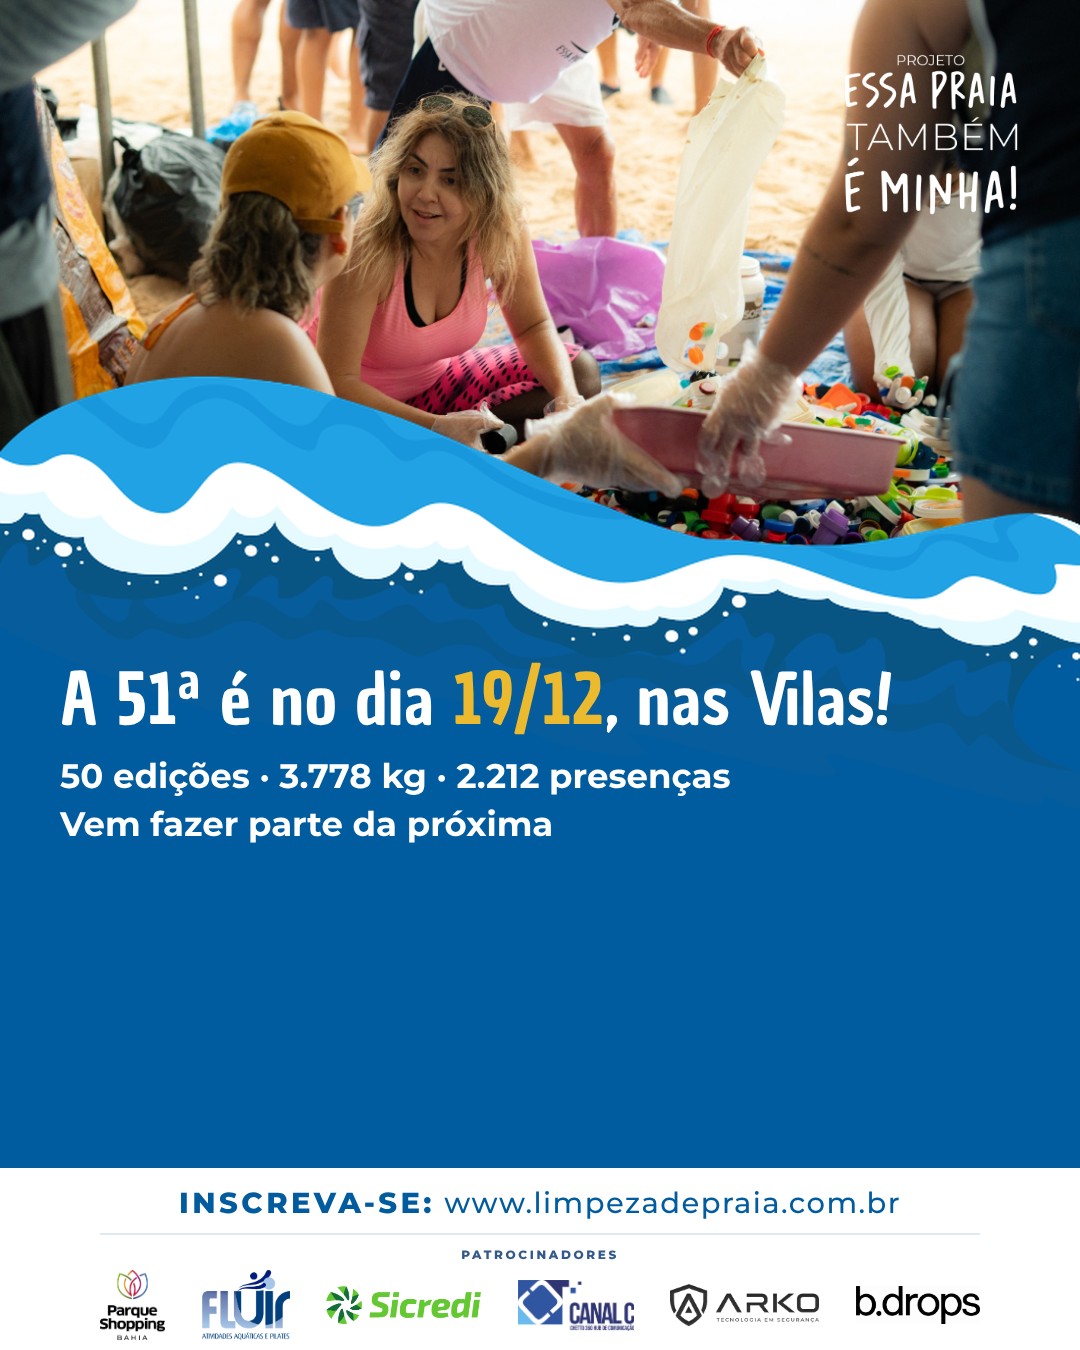 PROJETO
ESSA PRAIA
TAMBÉM
É MINHA!
A 51ª é no dia 19/12, nas Vilas!
50 edições · 3.778 kg · 2.212 presenças
Vem fazer parte da próxima
INSCREVA-SE: www.limpezadepraia.com.br
PATROCINADORES
Parque Shopping BAHIA
FLUIR ATIVIDADES AQUÁTICAS E PILATES
Sicredi
CANAL C
ARKO TECNOLOGIA EM SEGURANÇA
b.drops